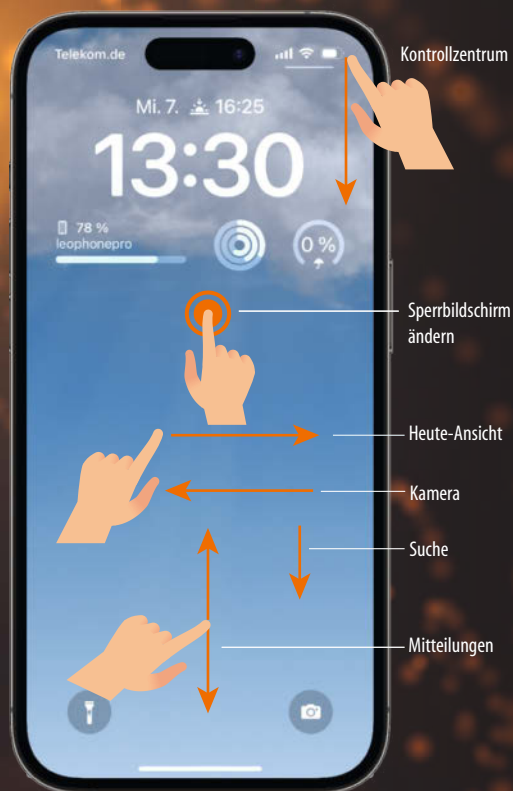 Telekom.de
Kontrollzentrum
Mi. 7. 16:25
13:30
78 %
leophonepro
0 %
Sperrbildschirm
ändern
Heute-Ansicht
Kamera
Suche
Mitteilungen